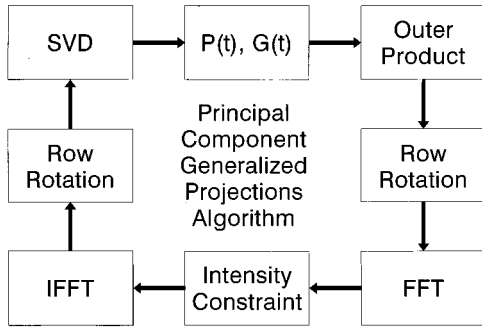 SVD
P(t), G(t)
Outer
Product
Row
Rotation
Principal
Component
Generalized
Projections
Algorithm
Row
Rotation
IFFT
Intensity
Constraint
FFT